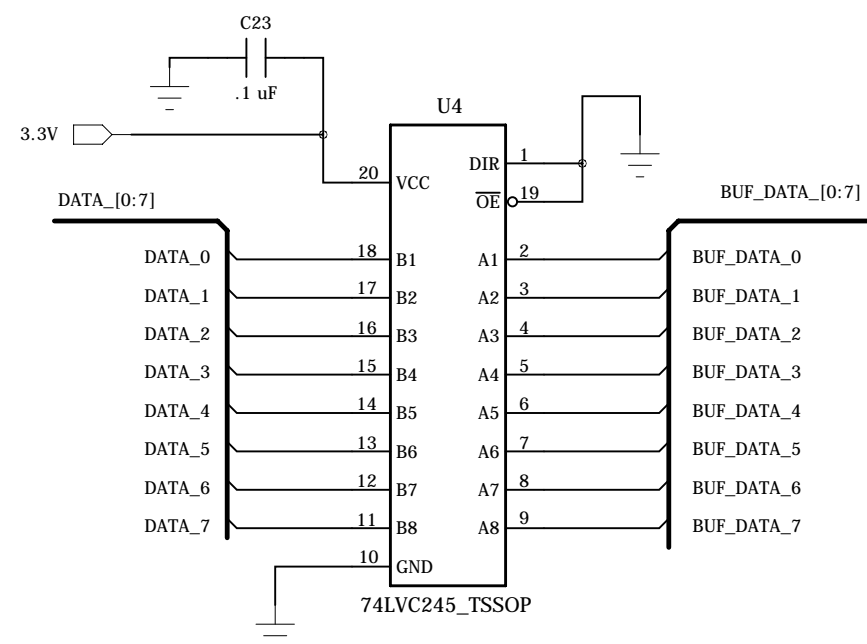 C23
.1 uF
U4
3.3V
DIR 1
20 VCC
OE 19
DATA_[0:7]
BUF_DATA_[0:7]
DATA_0 18 B1 A1 2 BUF_DATA_0
DATA_1 17 B2 A2 3 BUF_DATA_1
DATA_2 16 B3 A3 4 BUF_DATA_2
DATA_3 15 B4 A4 5 BUF_DATA_3
DATA_4 14 B5 A5 6 BUF_DATA_4
DATA_5 13 B6 A6 7 BUF_DATA_5
DATA_6 12 B7 A7 8 BUF_DATA_6
DATA_7 11 B8 A8 9 BUF_DATA_7
10 GND
74LVC245_TSSOP